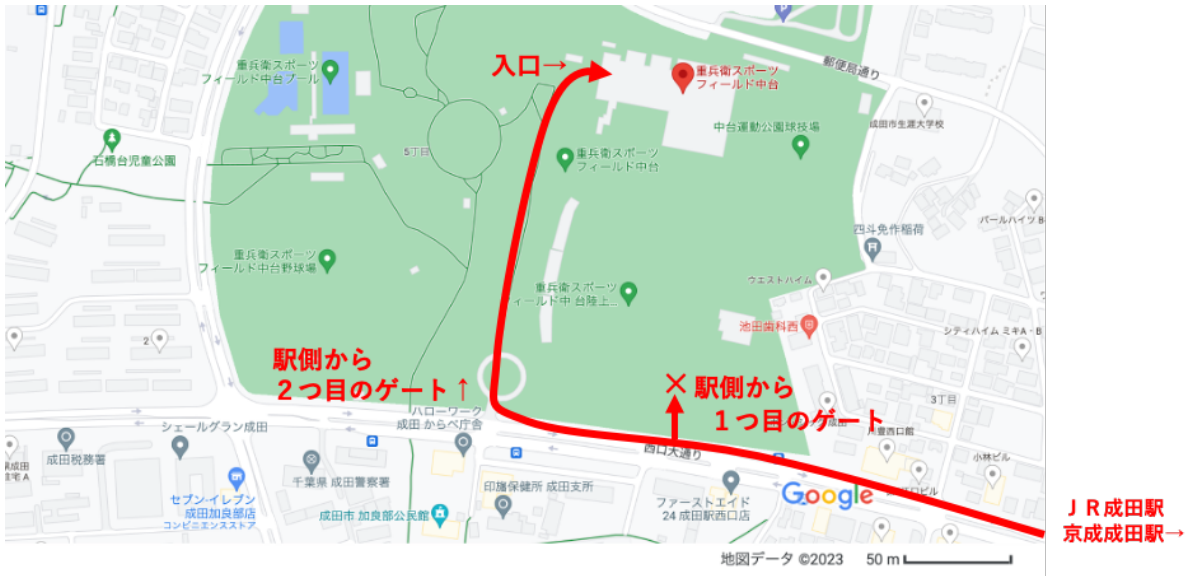 入口→
重兵衛スポーツ
フィールド中台プール
重兵衛スポーツ
フィールド中台
郵便局通り
成田市生涯大学校
中台運動公園球技場
石橋台児童公園
5丁目
重兵衛スポーツ
フィールド中台
パールハイツ B
四斗免作稲荷
重兵衛スポーツ
フィールド中台野球場
ウエストハイム
重兵衛スポーツ
ィールド中 台陸上...
池田歯科西
シティハイム ミキA・B
2
駅側から
２つ目のゲート↑
×駅側から
１つ目のゲート
3丁目
ハローワーク
成田 からべ庁舎
シェールグラン成田
西口大通り
豊西口館
小林ビル
成田税務署
千葉県 成田警察署
印旛保健所 成田支所
セブン-イレブン
成田加良部店
コンビニエンスストア
成田市 加良部公民館
ファーストエイド
24 成田駅西口店
Google
ＪＲ成田駅
京成成田駅→
地図データ ©2023
50 m